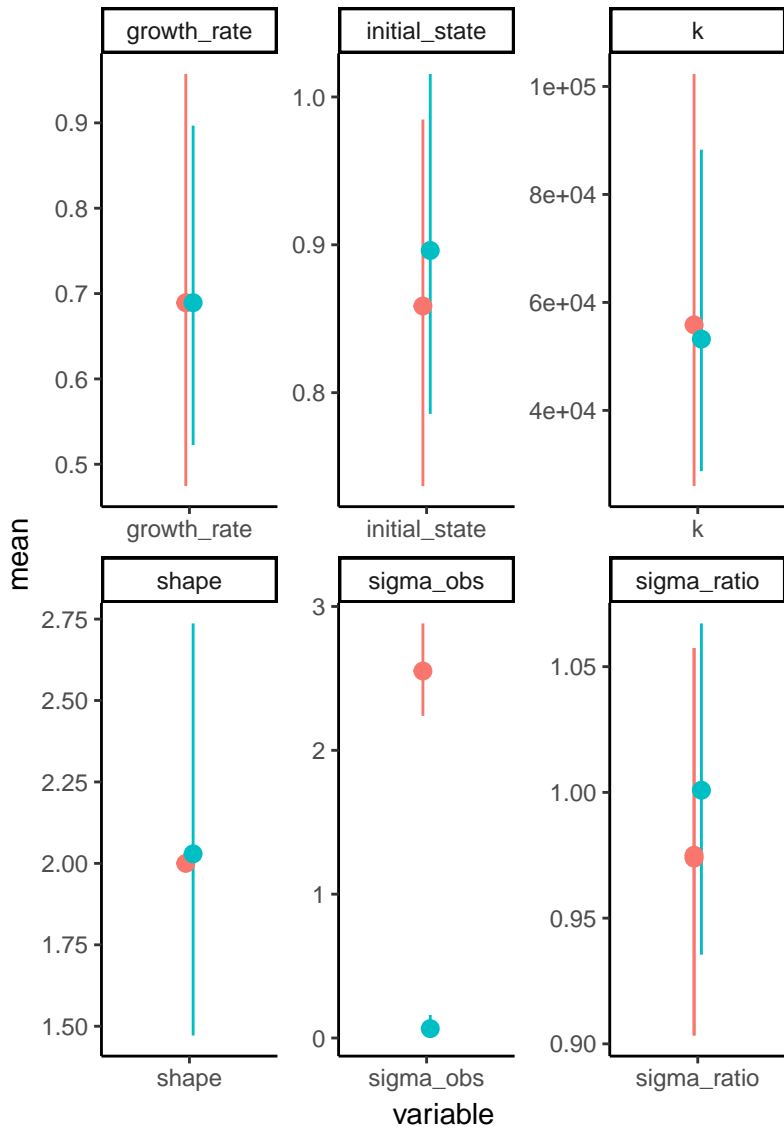 growth_rate
initial_state
k
0.9
0.8
0.7
0.6
0.5
1.0
0.9
0.8
1e+05
8e+04
6e+04
4e+04
growth_rate
initial_state
k
mean
shape
sigma_obs
sigma_ratio
2.75
2.50
2.25
2.00
1.75
1.50
3
2
1
0
1.05
1.00
0.95
0.90
shape
sigma_obs
sigma_ratio
variable